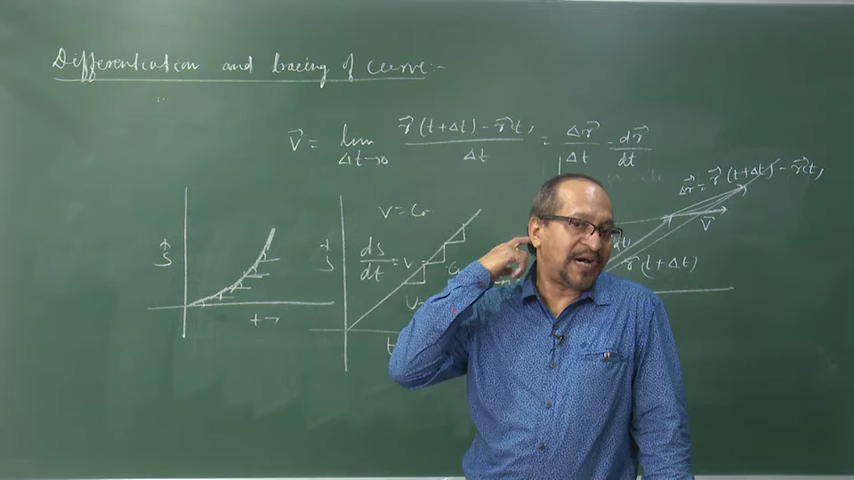 Differentiation and tracing of curve:-
V⃗ = lim Δt→0 (r⃗(t+Δt) - r⃗(t)) / Δt = Δr⃗/Δt = dr⃗/dt
Δr⃗ = r⃗(t+Δt) - r⃗(t)
V⃗
r⃗(t+Δt)
S ↑
t →
S ↑
V = C
ds/dt = v =
t